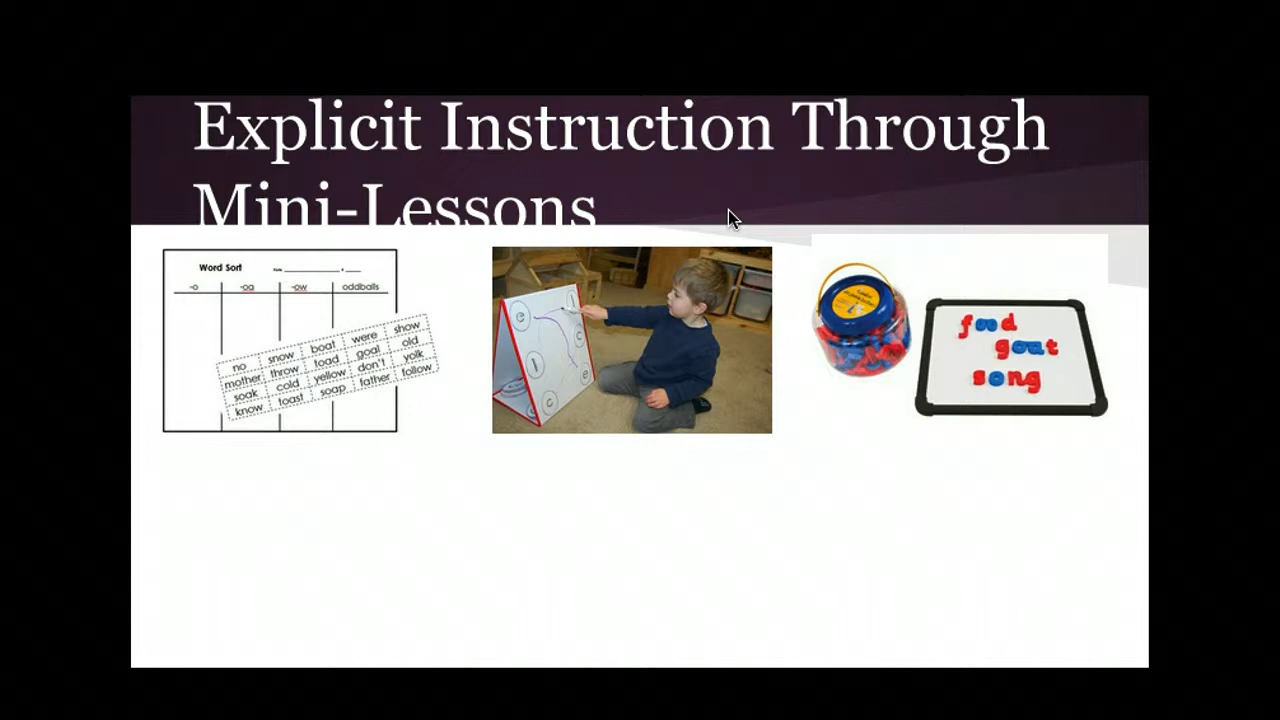 Explicit Instruction Through
Mini-Lessons
Word Sort
-o -oa -ow oddballs
no snow boat were show
mother throw toad goal old
soak cold yellow don't yolk
know toast soap father follow
e
i
food
goat
song